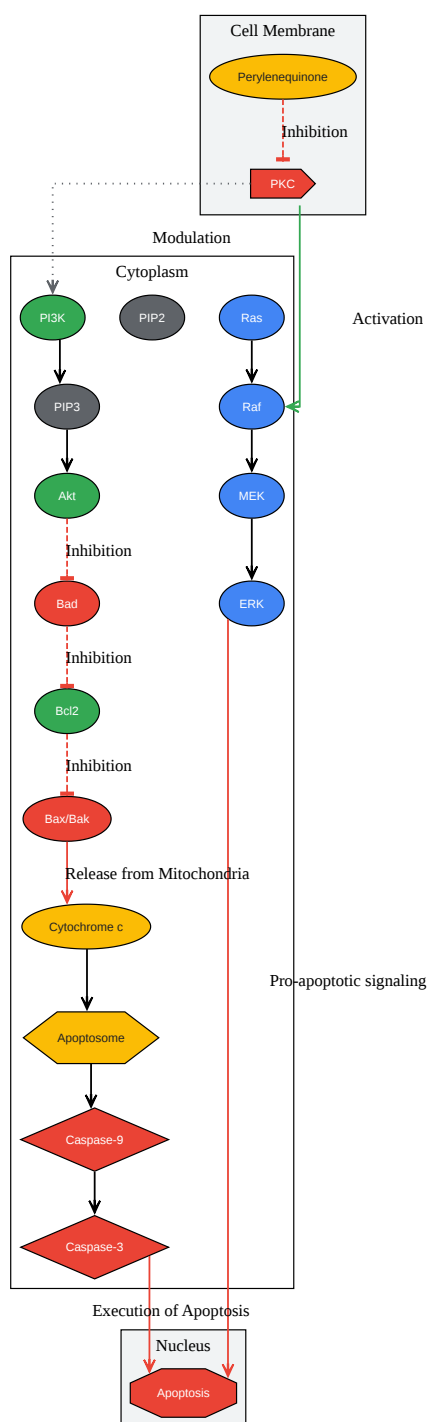 Cell Membrane
Perylenequinone
Inhibition
PKC
Modulation
Cytoplasm
PI3K
PIP2
Ras
Activation
PIP3
Raf
Akt
MEK
Inhibition
Bad
ERK
Inhibition
Bcl2
Inhibition
Bax/Bak
Release from Mitochondria
Cytochrome c
Pro-apoptotic signaling
Apoptosome
Caspase-9
Caspase-3
Execution of Apoptosis
Nucleus
Apoptosis